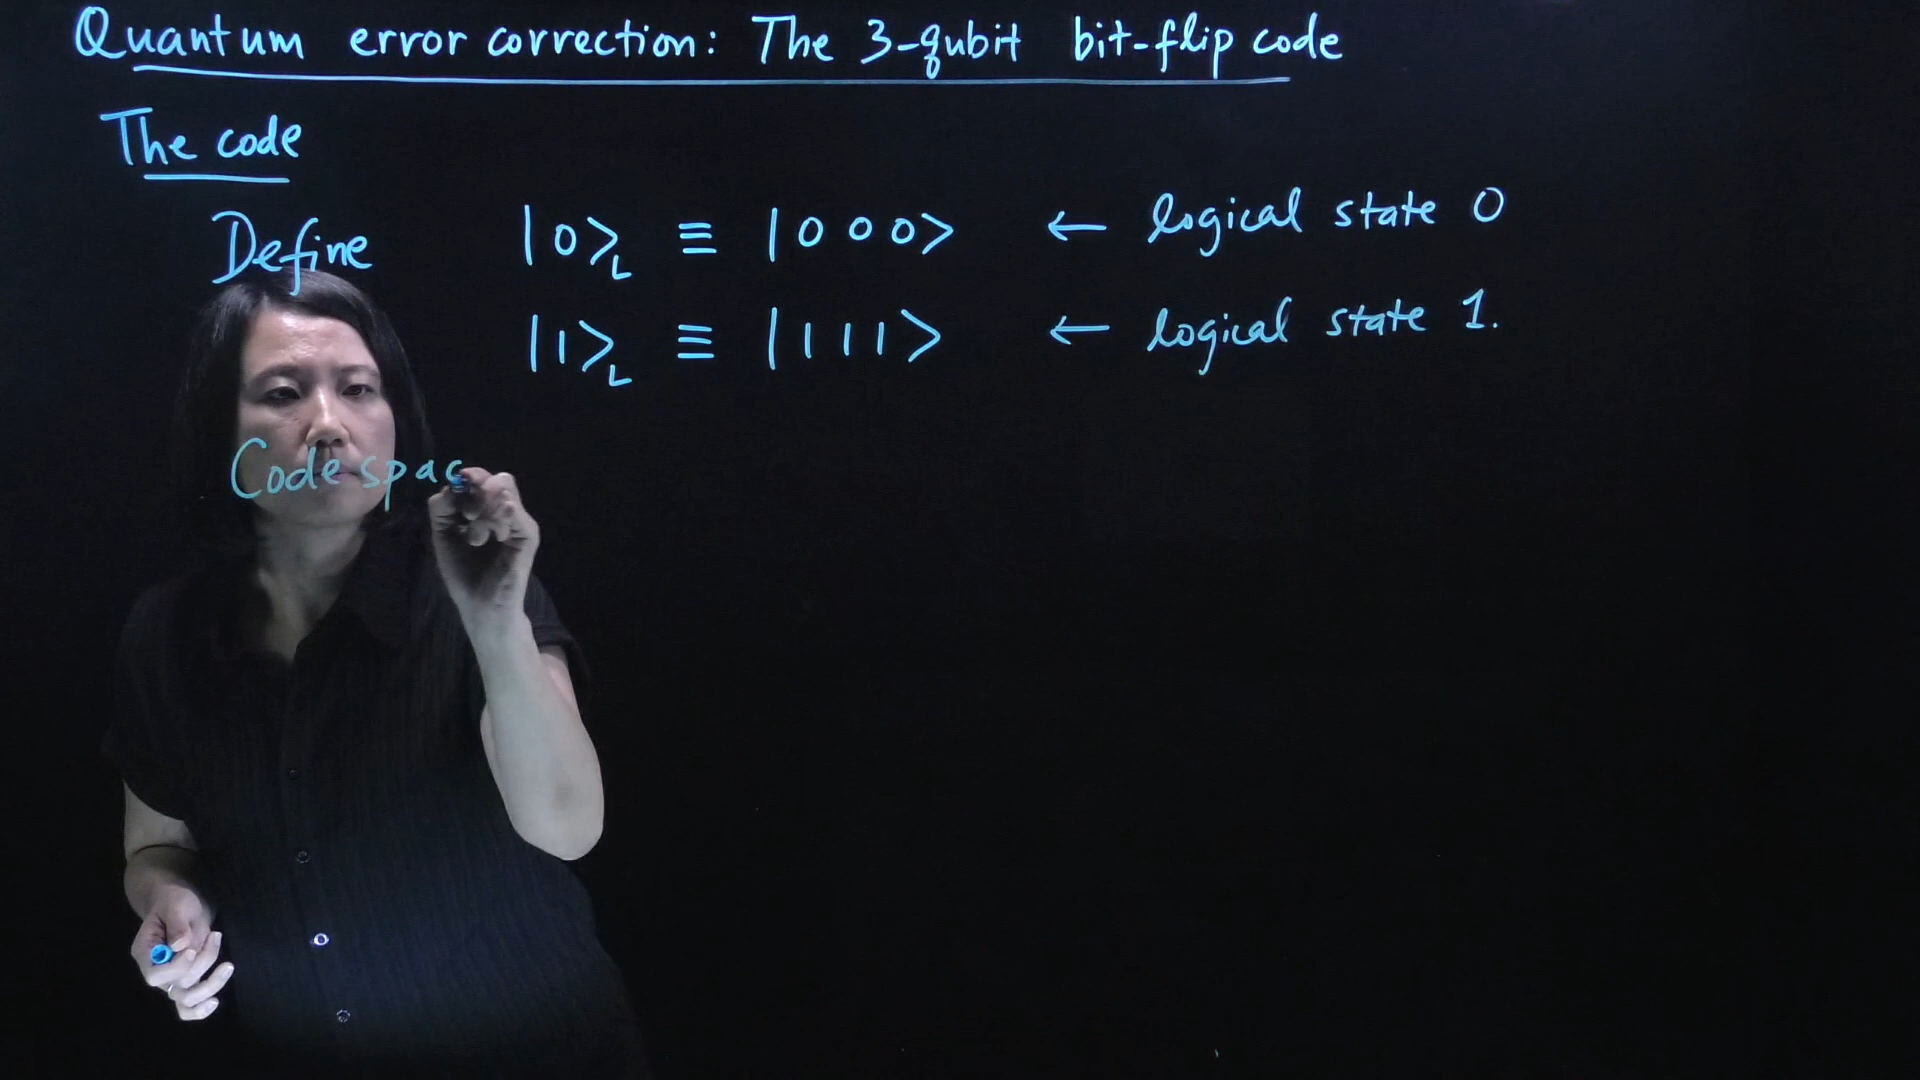 Quantum error correction: The 3-qubit bit-flip code
The code
Define |0⟩_L ≡ |000⟩ ← logical state 0
|1⟩_L ≡ |111⟩ ← logical state 1.
Code spac